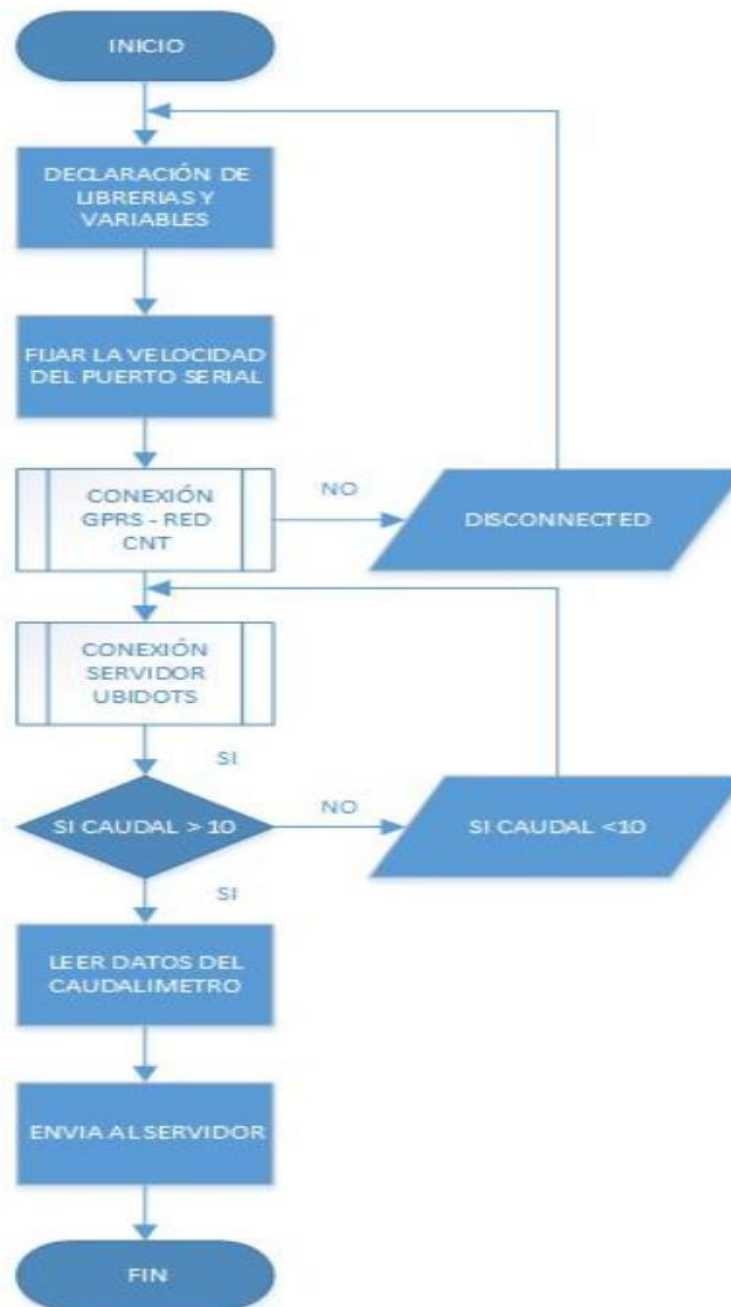 INICIO
DECLARACIÓN DE
LIBRERIAS Y
VARIABLES
FIJAR LA VELOCIDAD
DEL PUERTO SERIAL
CONEXIÓN
GPRS - RED
CNT
NO
DISCONNECTED
CONEXIÓN
SERVIDOR
UBIDOTS
SI
SI CAUDAL > 10
NO
SI CAUDAL <10
SI
LEER DATOS DEL
CAUDALIMETRO
ENVIA AL SERVIDOR
FIN